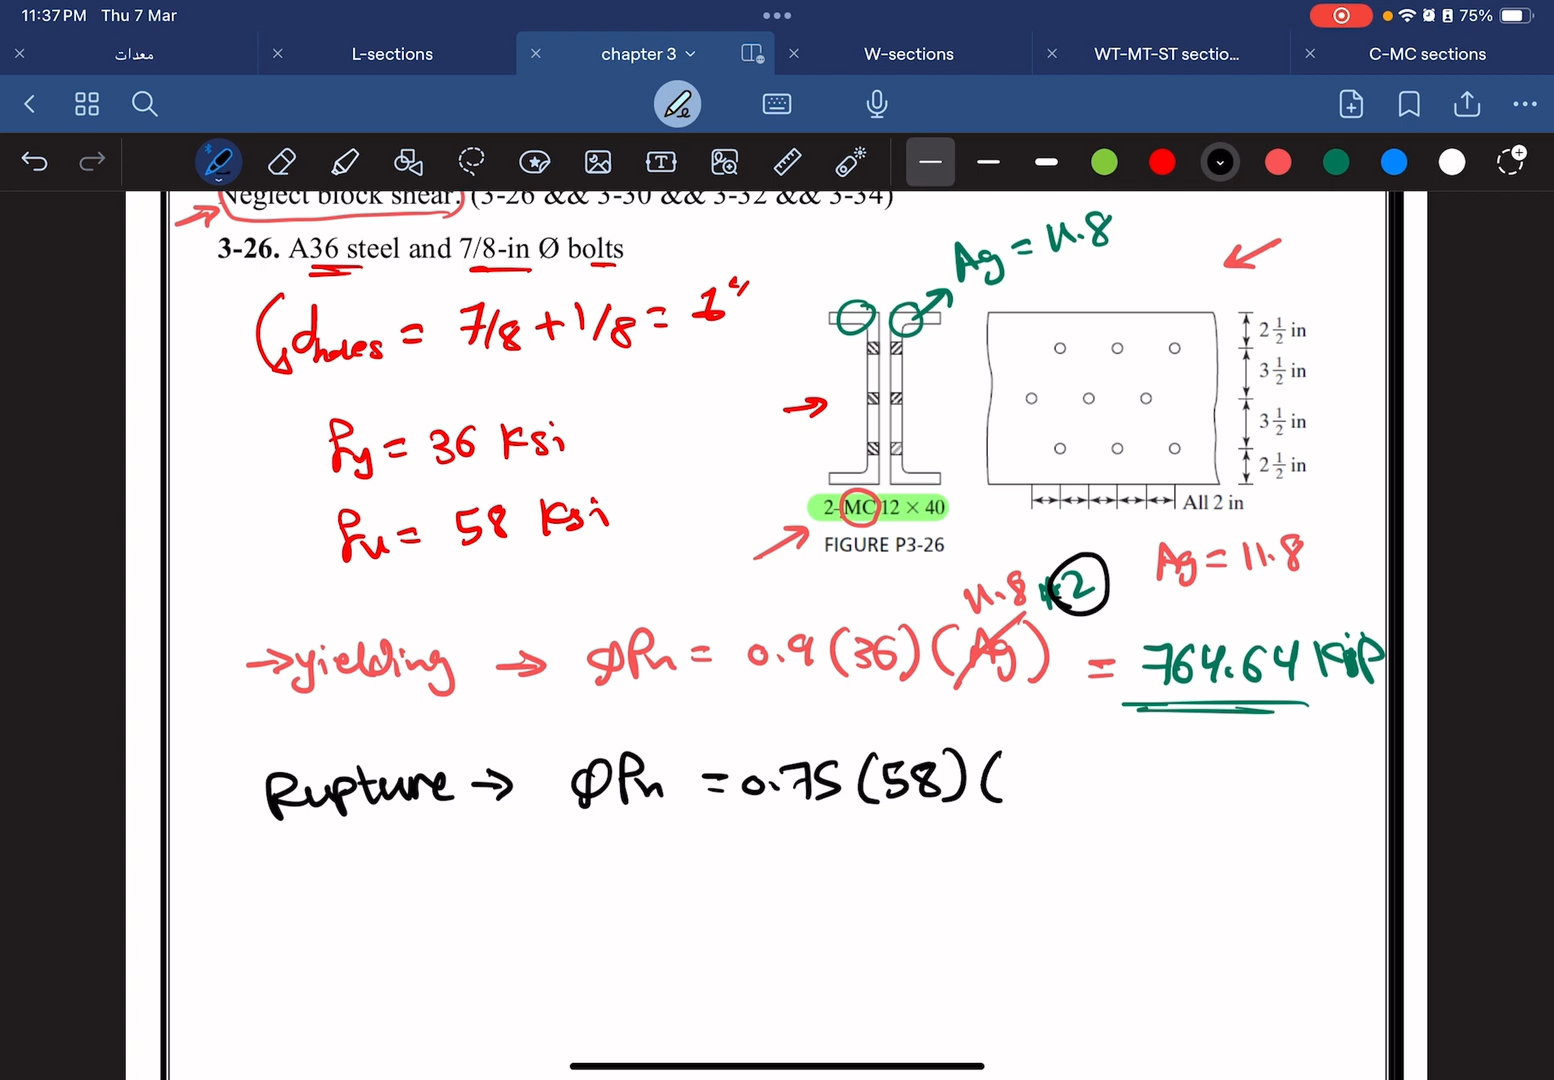 11:37 PM Thu 7 Mar
75%
معدات
L-sections
chapter 3
W-sections
WT-MT-ST sectio...
C-MC sections
Neglect block shear. (3-26 && 3-30 && 3-32 && 3-34)
3-26. A36 steel and 7/8-in Ø bolts
Ag = 11.8
dholes = 7/8 + 1/8 = 1"
2 1/2 in
3 1/2 in
3 1/2 in
2 1/2 in
All 2 in
Fy = 36 Ksi
Fu = 58 Ksi
2-MC 12 × 40
FIGURE P3-26
Ag = 11.8
11.8 * 2
→ yielding → ØPn = 0.9 (36) (Ag) = 764.64 Kip
Rupture → ØPn = 0.75 (58) (